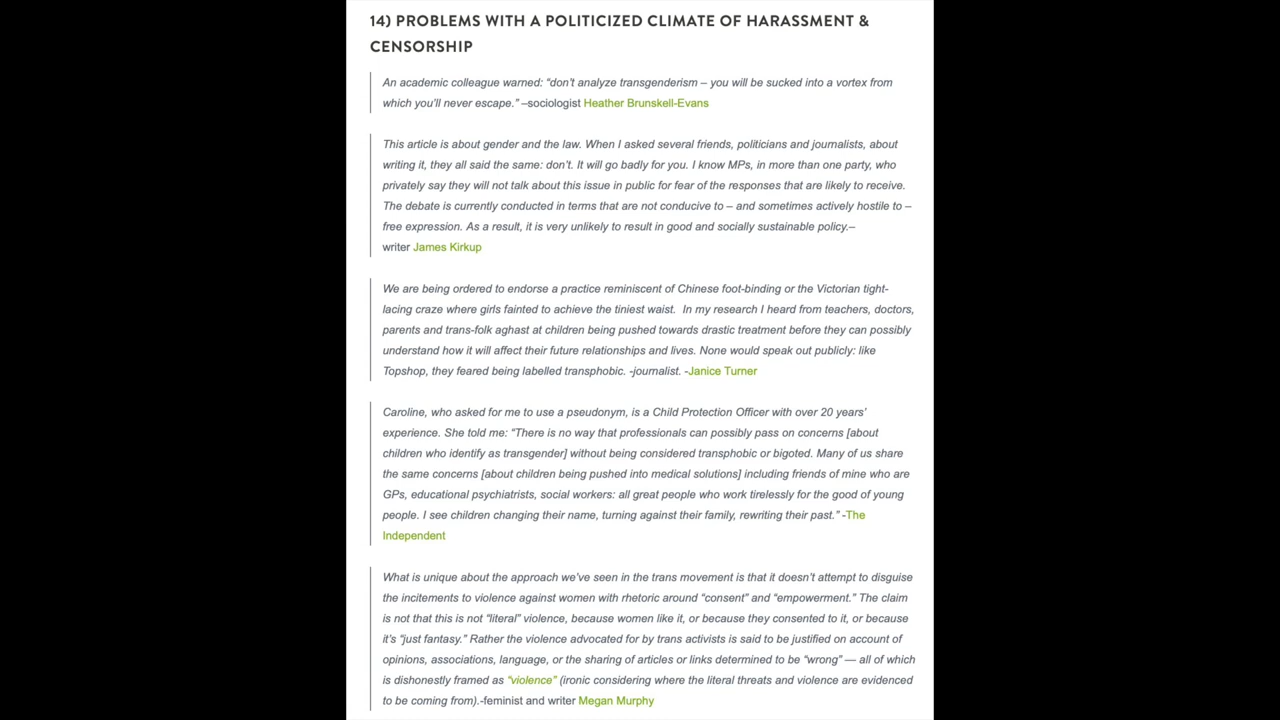 14) PROBLEMS WITH A POLITICIZED CLIMATE OF HARASSMENT &
CENSORSHIP
An academic colleague warned: “don’t analyze transgenderism – you will be sucked into a vortex from
which you’ll never escape.” –sociologist Heather Brunskell-Evans
This article is about gender and the law. When I asked several friends, politicians and journalists, about
writing it, they all said the same: don’t. It will go badly for you. I know MPs, in more than one party, who
privately say they will not talk about this issue in public for fear of the responses that are likely to receive.
The debate is currently conducted in terms that are not conducive to – and sometimes actively hostile to –
free expression. As a result, it is very unlikely to result in good and socially sustainable policy.–
writer James Kirkup
We are being ordered to endorse a practice reminiscent of Chinese foot-binding or the Victorian tight-
lacing craze where girls fainted to achieve the tiniest waist.  In my research I heard from teachers, doctors,
parents and trans-folk aghast at children being pushed towards drastic treatment before they can possibly
understand how it will affect their future relationships and lives. None would speak out publicly: like
Topshop, they feared being labelled transphobic. -journalist. -Janice Turner
Caroline, who asked for me to use a pseudonym, is a Child Protection Officer with over 20 years’
experience. She told me: “There is no way that professionals can possibly pass on concerns [about
children who identify as transgender] without being considered transphobic or bigoted. Many of us share
the same concerns [about children being pushed into medical solutions] including friends of mine who are
GPs, educational psychiatrists, social workers: all great people who work tirelessly for the good of young
people. I see children changing their name, turning against their family, rewriting their past.” -The
Independent
What is unique about the approach we’ve seen in the trans movement is that it doesn’t attempt to disguise
the incitements to violence against women with rhetoric around “consent” and “empowerment.” The claim
is not that this is not “literal” violence, because women like it, or because they consented to it, or because
it’s “just fantasy.” Rather the violence advocated for by trans activists is said to be justified on account of
opinions, associations, language, or the sharing of articles or links determined to be “wrong” — all of which
is dishonestly framed as “violence” (ironic considering where the literal threats and violence are evidenced
to be coming from).-feminist and writer Megan Murphy